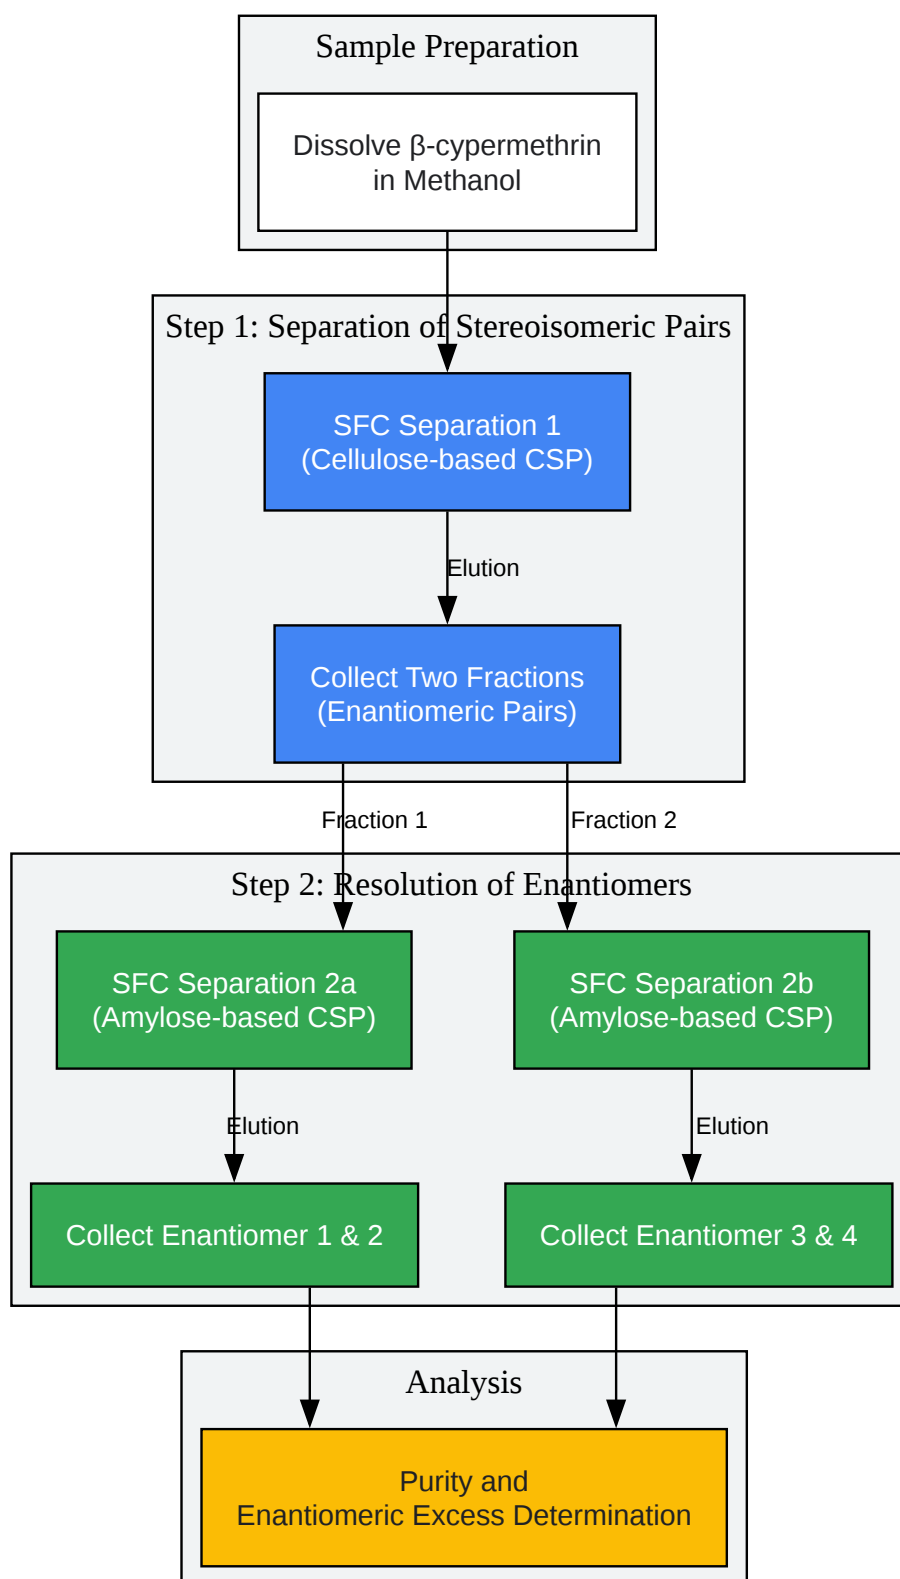 Sample Preparation
Dissolve β-cypermethrin
in Methanol
Step 1: Separation of Stereoisomeric Pairs
SFC Separation 1
(Cellulose-based CSP)
Elution
Collect Two Fractions
(Enantiomeric Pairs)
Fraction 1
Fraction 2
Step 2: Resolution of Enantiomers
SFC Separation 2a
(Amylose-based CSP)
SFC Separation 2b
(Amylose-based CSP)
Elution
Elution
Collect Enantiomer 1 & 2
Collect Enantiomer 3 & 4
Analysis
Purity and
Enantiomeric Excess Determination